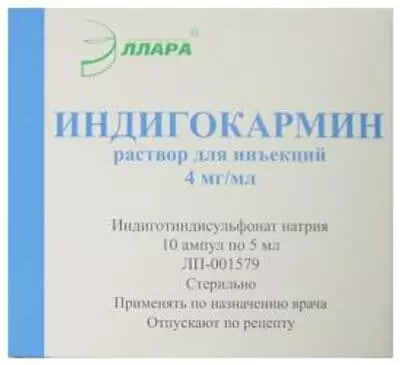 ЭЛЛАРА®
ИНДИГОКАРМИН
раствор для инъекций
4 мг/мл
Индиготиндисульфонат натрия
10 ампул по 5 мл
ЛП-001579
Стерильно
Применять по назначению врача
Отпускают по рецепту